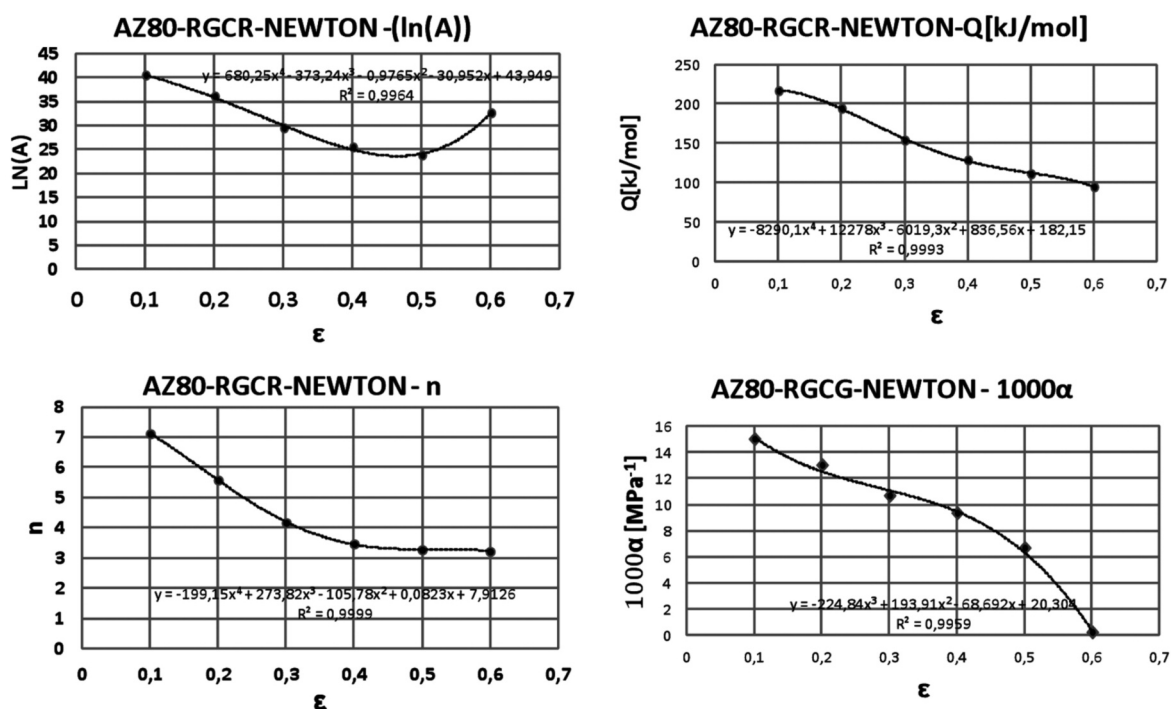 AZ80-RGCR-NEWTON -(ln(A))
y = 680,25x⁴ - 373,24x³ - 0,9765x² - 30,952x + 43,949
R² = 0,9964
LN(A)
45
40
35
30
25
20
15
10
5
0
0 0,1 0,2 0,3 0,4 0,5 0,6 0,7
ε
AZ80-RGCR-NEWTON-Q[kJ/mol]
Q[kJ/mol]
250
200
150
100
50
0
y = -8290,1x⁴ + 12278x³ - 6019,3x² + 836,56x + 182,15
R² = 0,9993
0 0,1 0,2 0,3 0,4 0,5 0,6 0,7
ε
AZ80-RGCR-NEWTON - n
n
8
7
6
5
4
3
2
1
0
y = -199,15x⁴ + 273,82x³ - 105,78x² + 0,0823x + 7,9126
R² = 0,9999
0 0,1 0,2 0,3 0,4 0,5 0,6 0,7
ε
AZ80-RGCG-NEWTON - 1000α
1000α [MPa⁻¹]
16
14
12
10
8
6
4
2
0
y = -224,84x³ + 193,91x² - 68,692x + 20,304
R² = 0,9959
0 0,1 0,2 0,3 0,4 0,5 0,6 0,7
ε